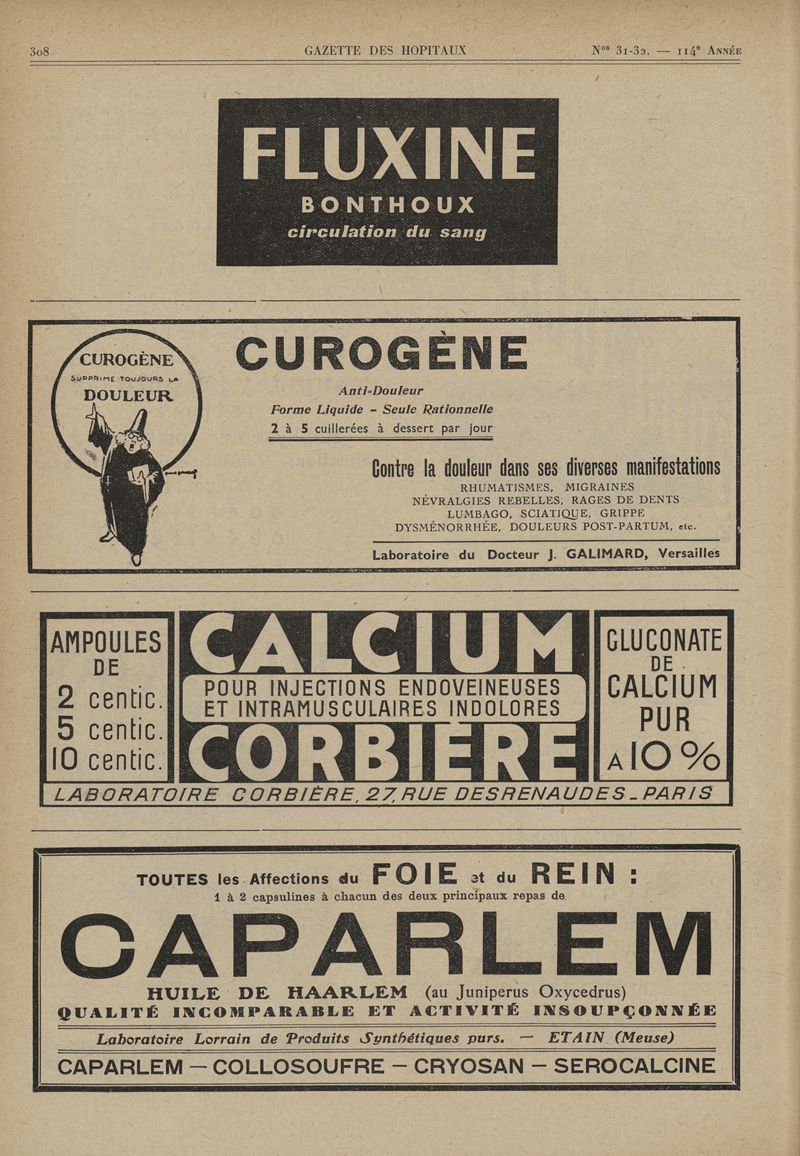 308 GAZETTE DES HOPITAUX Nos 31-32. — 114e ANNÉE
FLUXINE
BONTHOUX
circulation du sang
CUROGÈNE
SUPPRIME TOUJOURS LA
DOULEUR
CUROGÈNE
Anti-Douleur
Forme Liquide - Seule Rationnelle
2 à 5 cuillerées à dessert par jour
Contre la douleur dans ses diverses manifestations
RHUMATISMES, MIGRAINES
NÉVRALGIES REBELLES, RAGES DE DENTS
LUMBAGO, SCIATIQUE, GRIPPE
DYSMÉNORRHÉE, DOULEURS POST-PARTUM, etc.
Laboratoire du Docteur J. GALIMARD, Versailles
AMPOULES
DE
2 centic.
5 centic.
10 centic.
CALCIUM
POUR INJECTIONS ENDOVEINEUSES
ET INTRAMUSCULAIRES INDOLORES
CORBIÈRE
GLUCONATE
DE
CALCIUM
PUR
A 10 %
LABORATOIRE CORBIÈRE, 27, RUE DESRENAUDES - PARIS
TOUTES les Affections du FOIE et du REIN :
1 à 2 capsulines à chacun des deux principaux repas de
CAPARLEM
HUILE DE HAARLEM (au Juniperus Oxycedrus)
QUALITÉ INCOMPARABLE ET ACTIVITÉ INSOUPÇONNÉE
Laboratoire Lorrain de Produits Synthétiques purs. — ETAIN (Meuse)
CAPARLEM — COLLOSOUFRE — CRYOSAN — SEROCALCINE